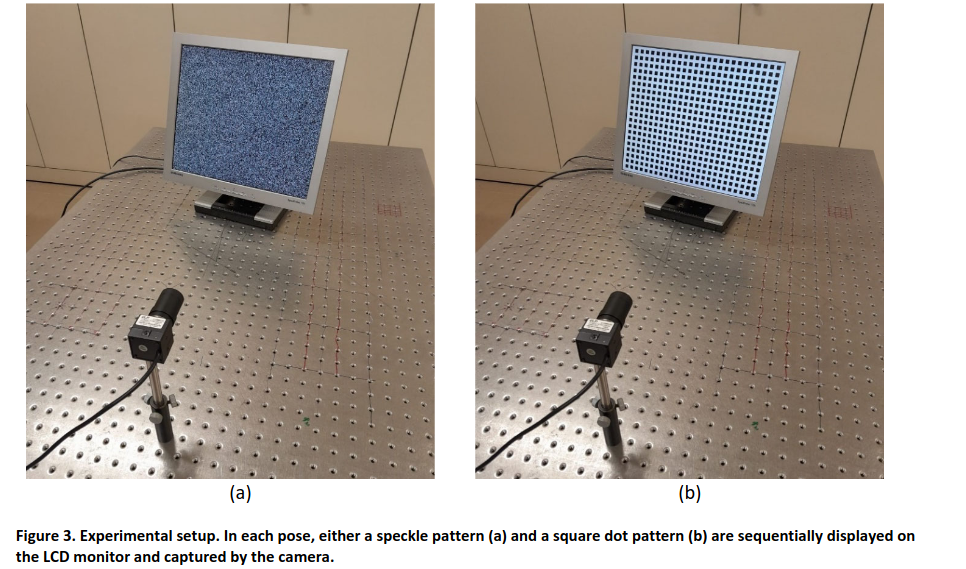 (a)
(b)
Figure 3. Experimental setup. In each pose, either a speckle pattern (a) and a square dot pattern (b) are sequentially displayed on
the LCD monitor and captured by the camera.